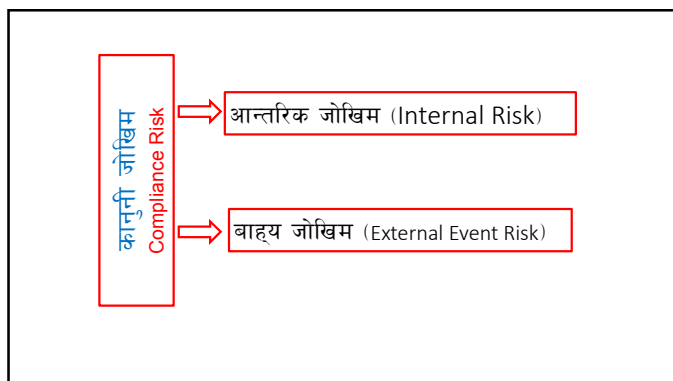 कानुनी जोखिम
Compliance Risk
आन्तरिक जोखिम (Internal Risk)
बाह्य जोखिम (External Event Risk)